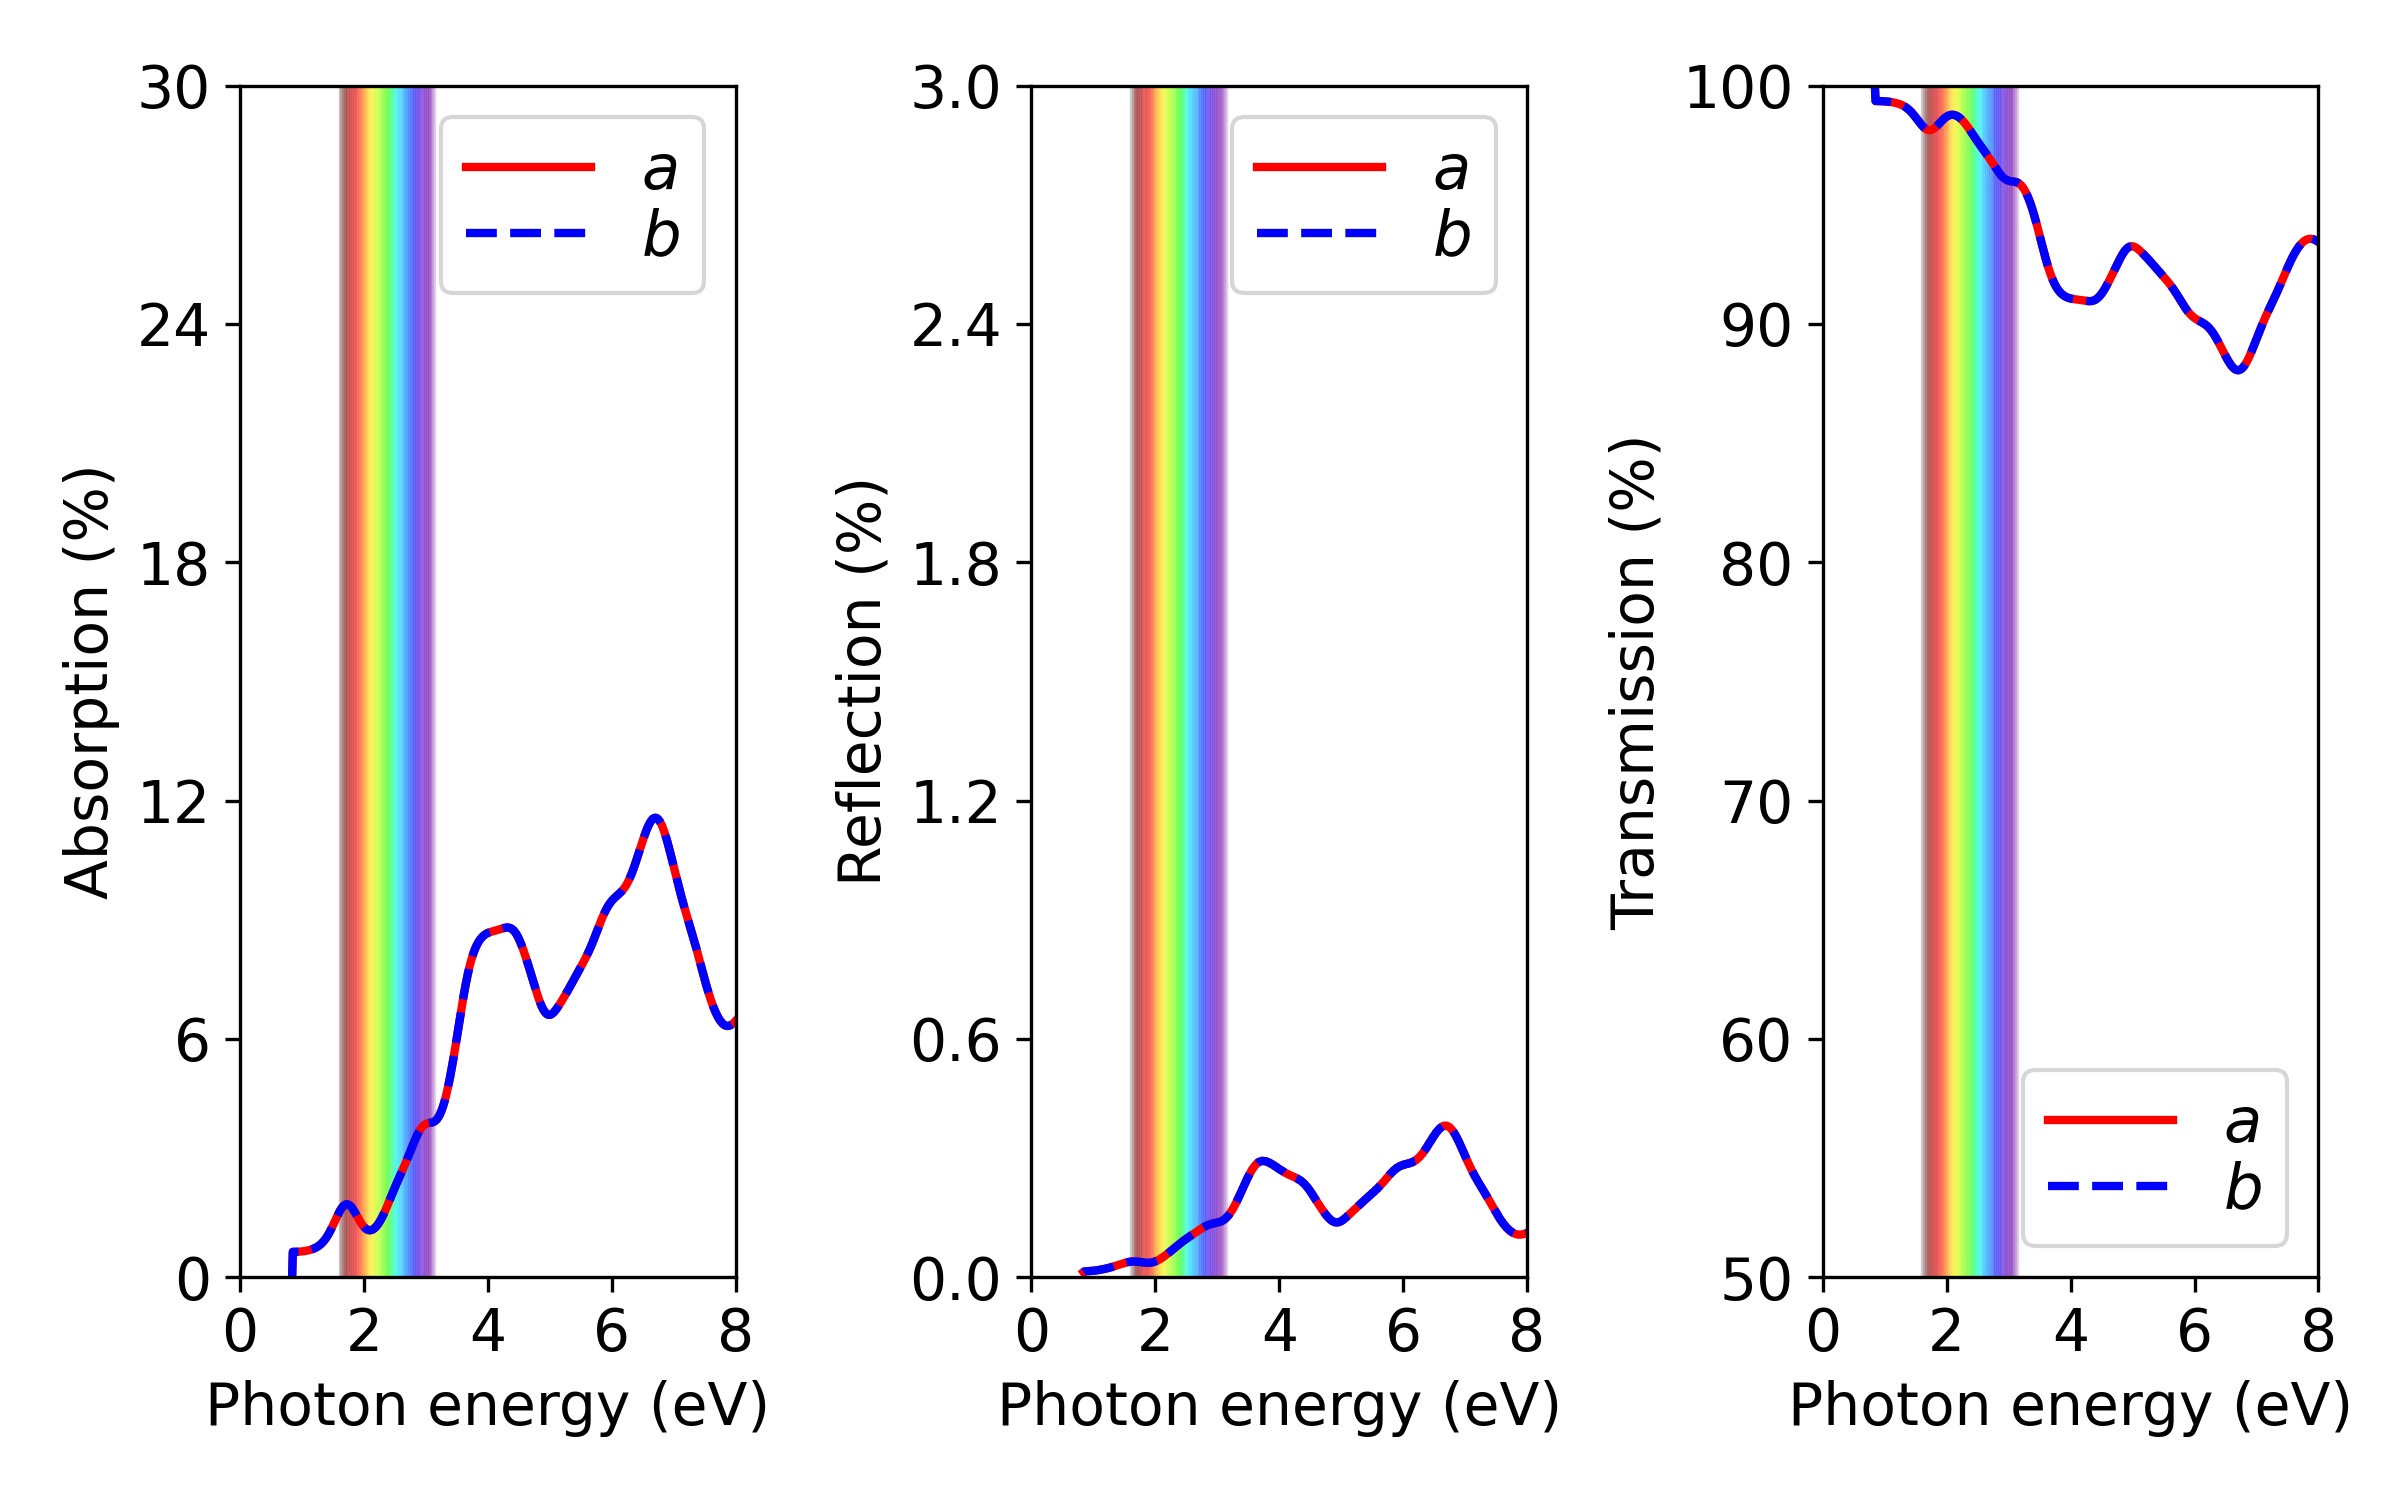 30
24
18
12
6
0
Absorption (%)
a
b
0 2 4 6 8
Photon energy (eV)
3.0
2.4
1.8
1.2
0.6
0.0
Reflection (%)
a
b
0 2 4 6 8
Photon energy (eV)
100
90
80
70
60
50
Transmission (%)
a
b
0 2 4 6 8
Photon energy (eV)